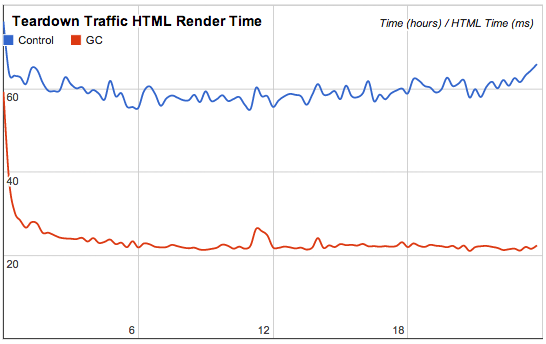 Teardown Traffic HTML Render Time
Time (hours) / HTML Time (ms)
Control GC
60
40
20
6 12 18